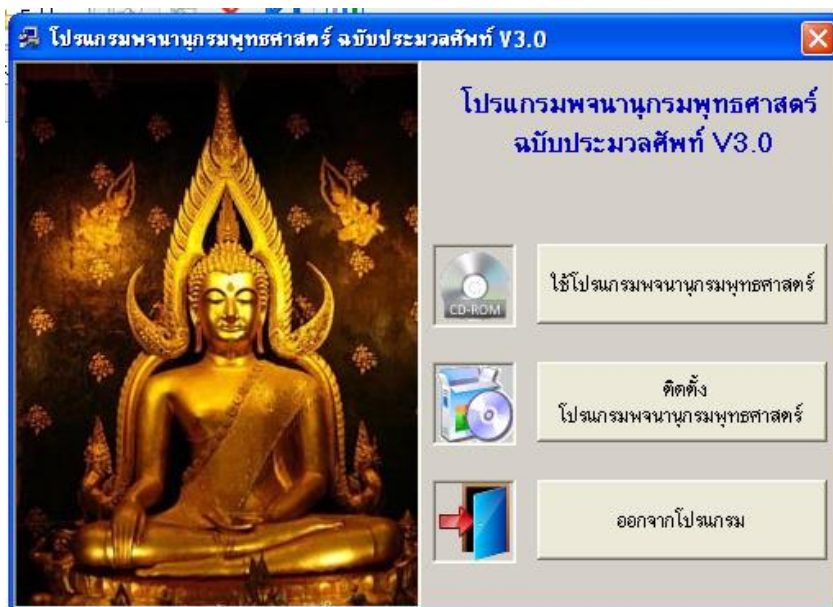 โปรแกรมพจนานุกรมพุทธศาสตร์ ฉบับประมวลศัพท์ V3.0
โปรแกรมพจนานุกรมพุทธศาสตร์
ฉบับประมวลศัพท์ V3.0
CD-ROM
ใช้โปรแกรมพจนานุกรมพุทธศาสตร์
ติดตั้ง
โปรแกรมพจนานุกรมพุทธศาสตร์
ออกจากโปรแกรม